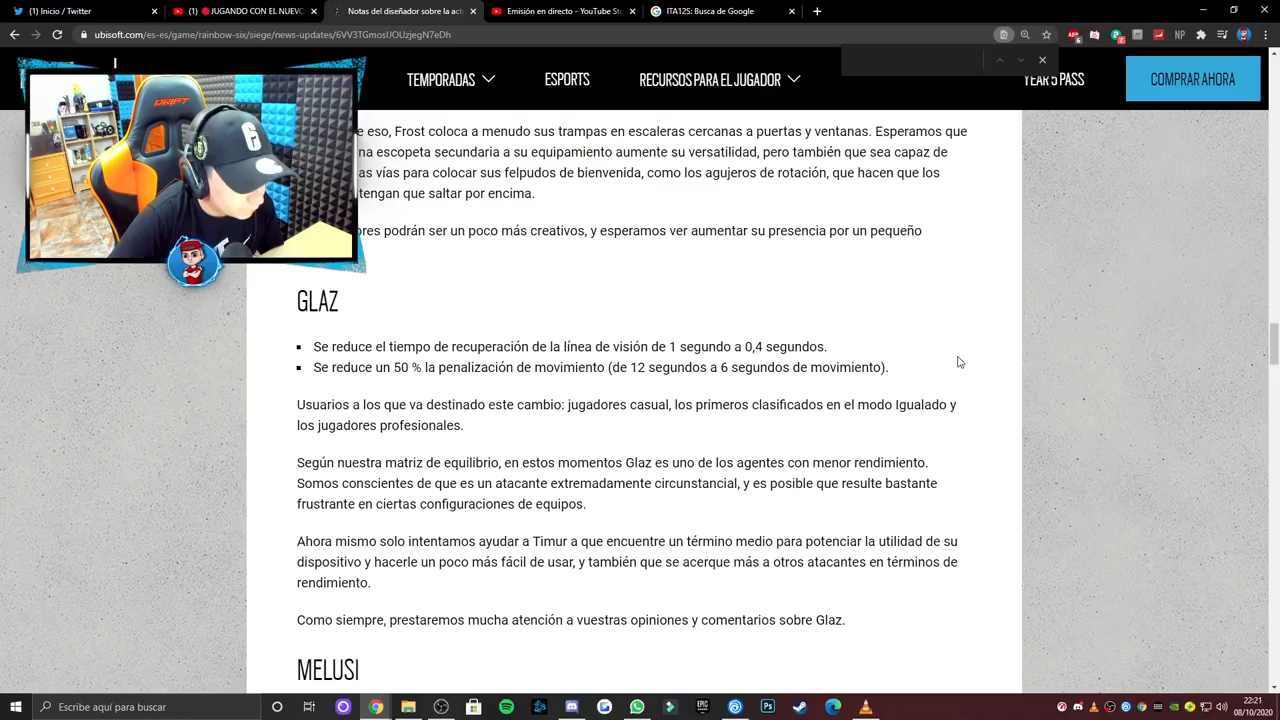 (1) Inicio / Twitter
(1) 🔴JUGANDO CON EL NUEVO
Notas del diseñador sobre la act
Emisión en directo - YouTube Stu
ITA12S: Busca de Google
ubisoft.com/es-es/game/rainbow-six/siege/news-updates/6VV3TGmoslJOUzjegN7eDh
TEMPORADAS
ESPORTS
RECURSOS PARA EL JUGADOR
YEAR 5 PASS
COMPRAR AHORA
DRIFT
e eso, Frost coloca a menudo sus trampas en escaleras cercanas a puertas y ventanas. Esperamos que
na escopeta secundaria a su equipamiento aumente su versatilidad, pero también que sea capaz de
as vías para colocar sus felpudos de bienvenida, como los agujeros de rotación, que hacen que los
tengan que saltar por encima.
ores podrán ser un poco más creativos, y esperamos ver aumentar su presencia por un pequeño
GLAZ
▪ Se reduce el tiempo de recuperación de la línea de visión de 1 segundo a 0,4 segundos.
▪ Se reduce un 50 % la penalización de movimiento (de 12 segundos a 6 segundos de movimiento).
Usuarios a los que va destinado este cambio: jugadores casual, los primeros clasificados en el modo Igualado y
los jugadores profesionales.
Según nuestra matriz de equilibrio, en estos momentos Glaz es uno de los agentes con menor rendimiento.
Somos conscientes de que es un atacante extremadamente circunstancial, y es posible que resulte bastante
frustrante en ciertas configuraciones de equipos.
Ahora mismo solo intentamos ayudar a Timur a que encuentre un término medio para potenciar la utilidad de su
dispositivo y hacerle un poco más fácil de usar, y también que se acerque más a otros atacantes en términos de
rendimiento.
Como siempre, prestaremos mucha atención a vuestras opiniones y comentarios sobre Glaz.
MELUSI
Escribe aquí para buscar
22:21
08/10/2020